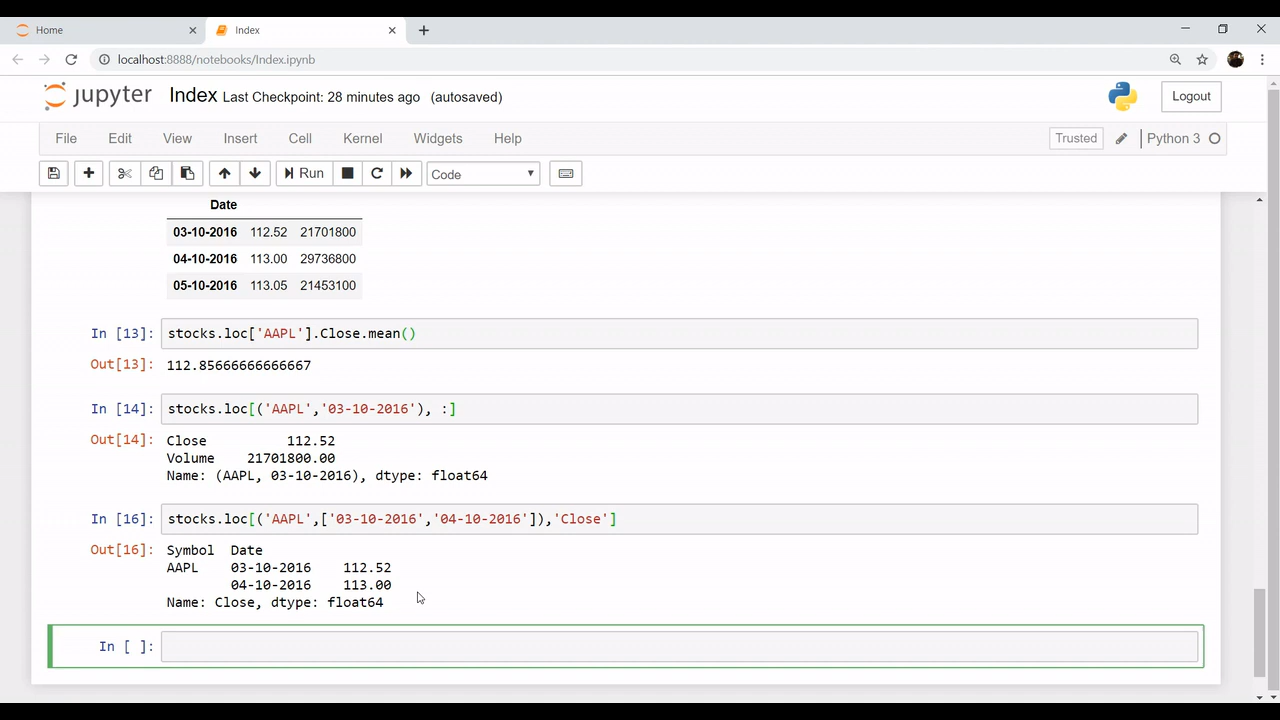 Home
Index
localhost:8888/notebooks/Index.ipynb
jupyter Index Last Checkpoint: 28 minutes ago (autosaved)
Logout
File Edit View Insert Cell Kernel Widgets Help
Trusted Python 3
Run Code
Date
03-10-2016 112.52 21701800
04-10-2016 113.00 29736800
05-10-2016 113.05 21453100
In [13]: stocks.loc['AAPL'].Close.mean()
Out[13]: 112.85666666666667
In [14]: stocks.loc[('AAPL','03-10-2016'), :]
Out[14]: Close 112.52
Volume 21701800.00
Name: (AAPL, 03-10-2016), dtype: float64
In [16]: stocks.loc[('AAPL',['03-10-2016','04-10-2016']),'Close']
Out[16]: Symbol Date
AAPL 03-10-2016 112.52
04-10-2016 113.00
Name: Close, dtype: float64
In [ ]: